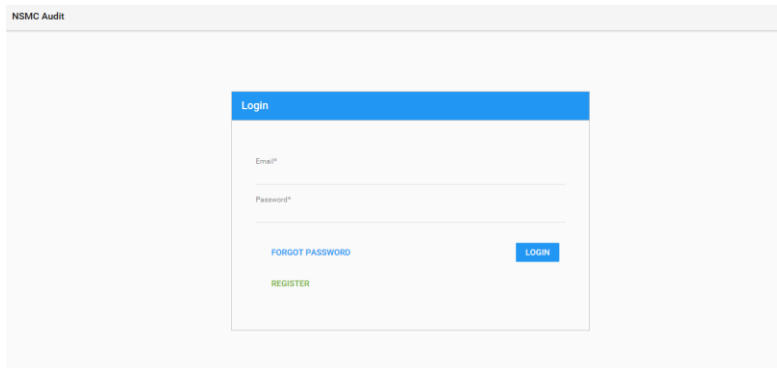 NSMC Audit
Login
Email*
Password*
FORGOT PASSWORD
LOGIN
REGISTER